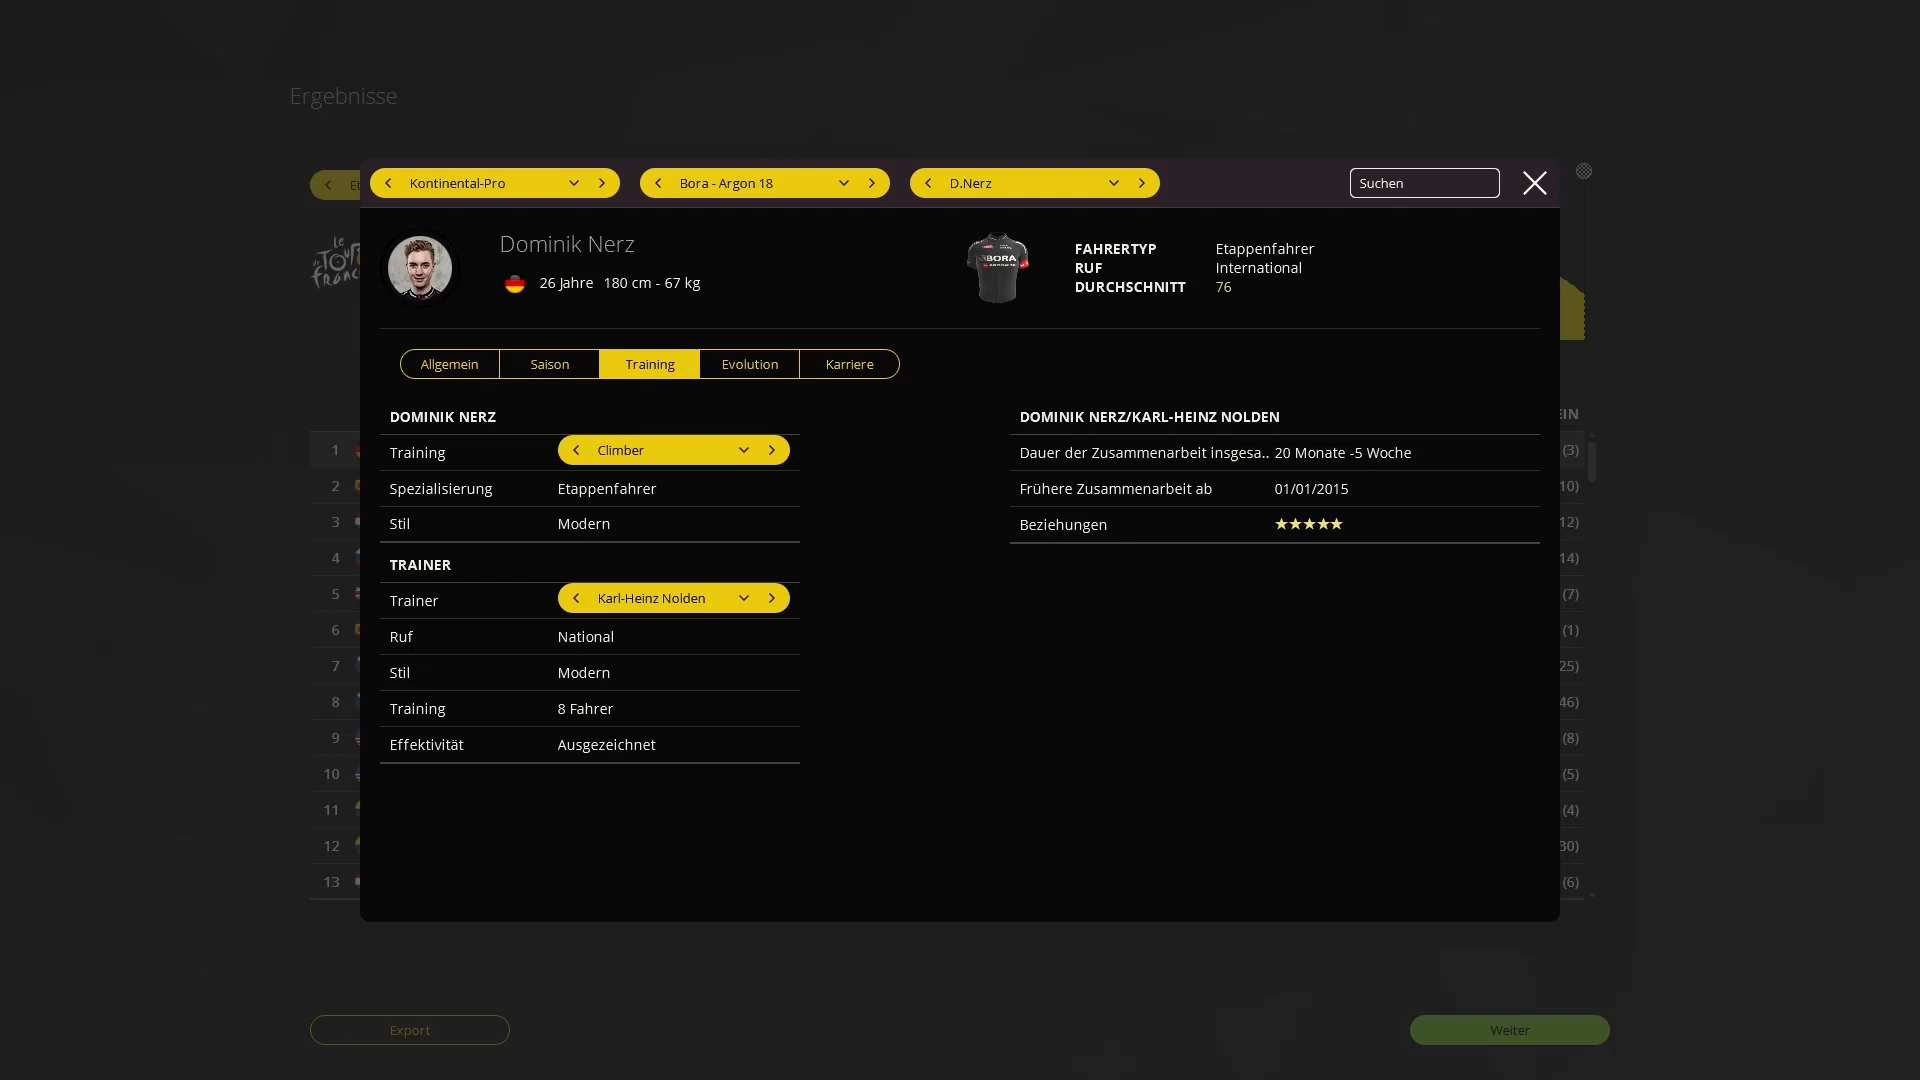 Ergebnisse
Kontinental-Pro
Bora - Argon 18
D.Nerz
Suchen
le
Dominik Nerz
26 Jahre 180 cm - 67 kg
BORA
FAHRERTYP Etappenfahrer
RUF International
DURCHSCHNITT 76
Allgemein Saison Training Evolution Karriere
DOMINIK NERZ
Training Climber
Spezialisierung Etappenfahrer
Stil Modern
TRAINER
Trainer Karl-Heinz Nolden
Ruf National
Stil Modern
Training 8 Fahrer
Effektivität Ausgezeichnet
DOMINIK NERZ/KARL-HEINZ NOLDEN
Dauer der Zusammenarbeit insgesa.. 20 Monate -5 Woche
Frühere Zusammenarbeit ab 01/01/2015
Beziehungen ★★★★★
EIN
1 (3)
2 10)
3 12)
4 14)
5 (7)
6 (1)
7 25)
8 46)
9 (8)
10 (5)
11 (4)
12 30)
13 (6)
Export
Weiter